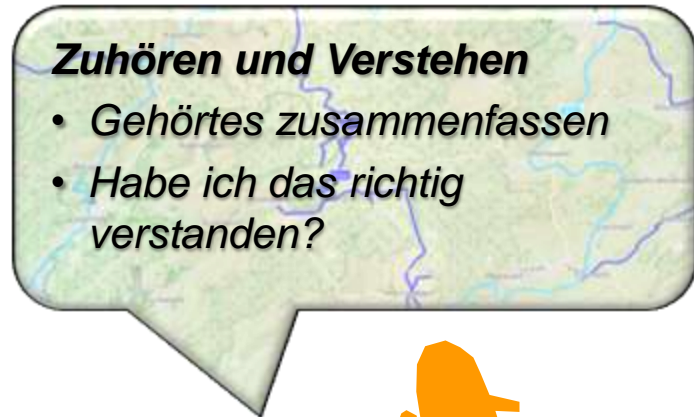 Zuhören und Verstehen
• Gehörtes zusammenfassen
• Habe ich das richtig
verstanden?